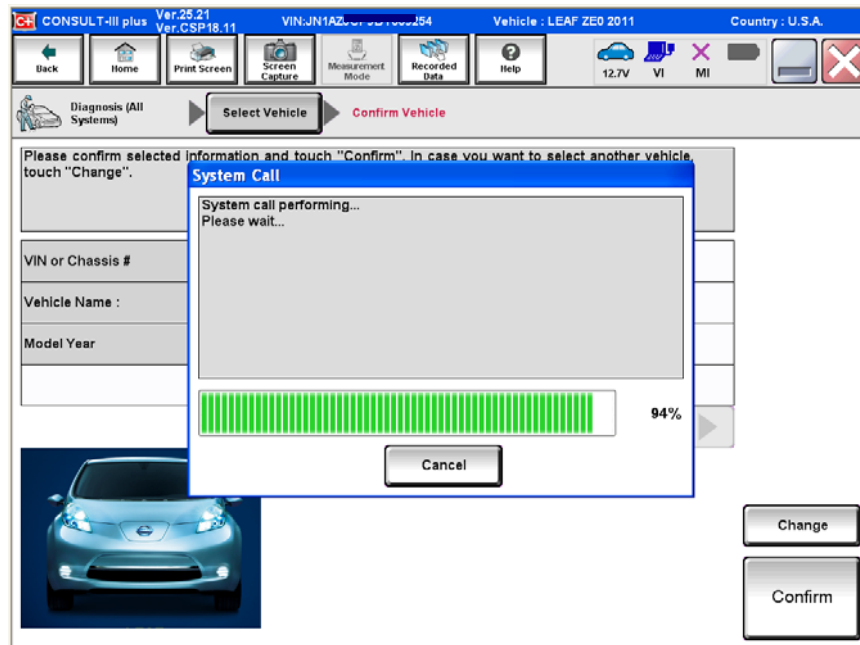 C+ CONSULT-III plus Ver.25.21 VIN:JN1AZ 254 Vehicle : LEAF ZE0 2011 Country : U.S.A.
Ver.CSP18.11
Back Home Print Screen Screen Capture Measurement Mode Recorded Data Help 12.7V VI MI
Diagnosis (All Systems) Select Vehicle Confirm Vehicle
Please confirm selected information and touch "Confirm". In case you want to select another vehicle,
touch "Change".
System Call
System call performing...
Please wait...
VIN or Chassis #
Vehicle Name :
Model Year
94%
Cancel
Change
Confirm